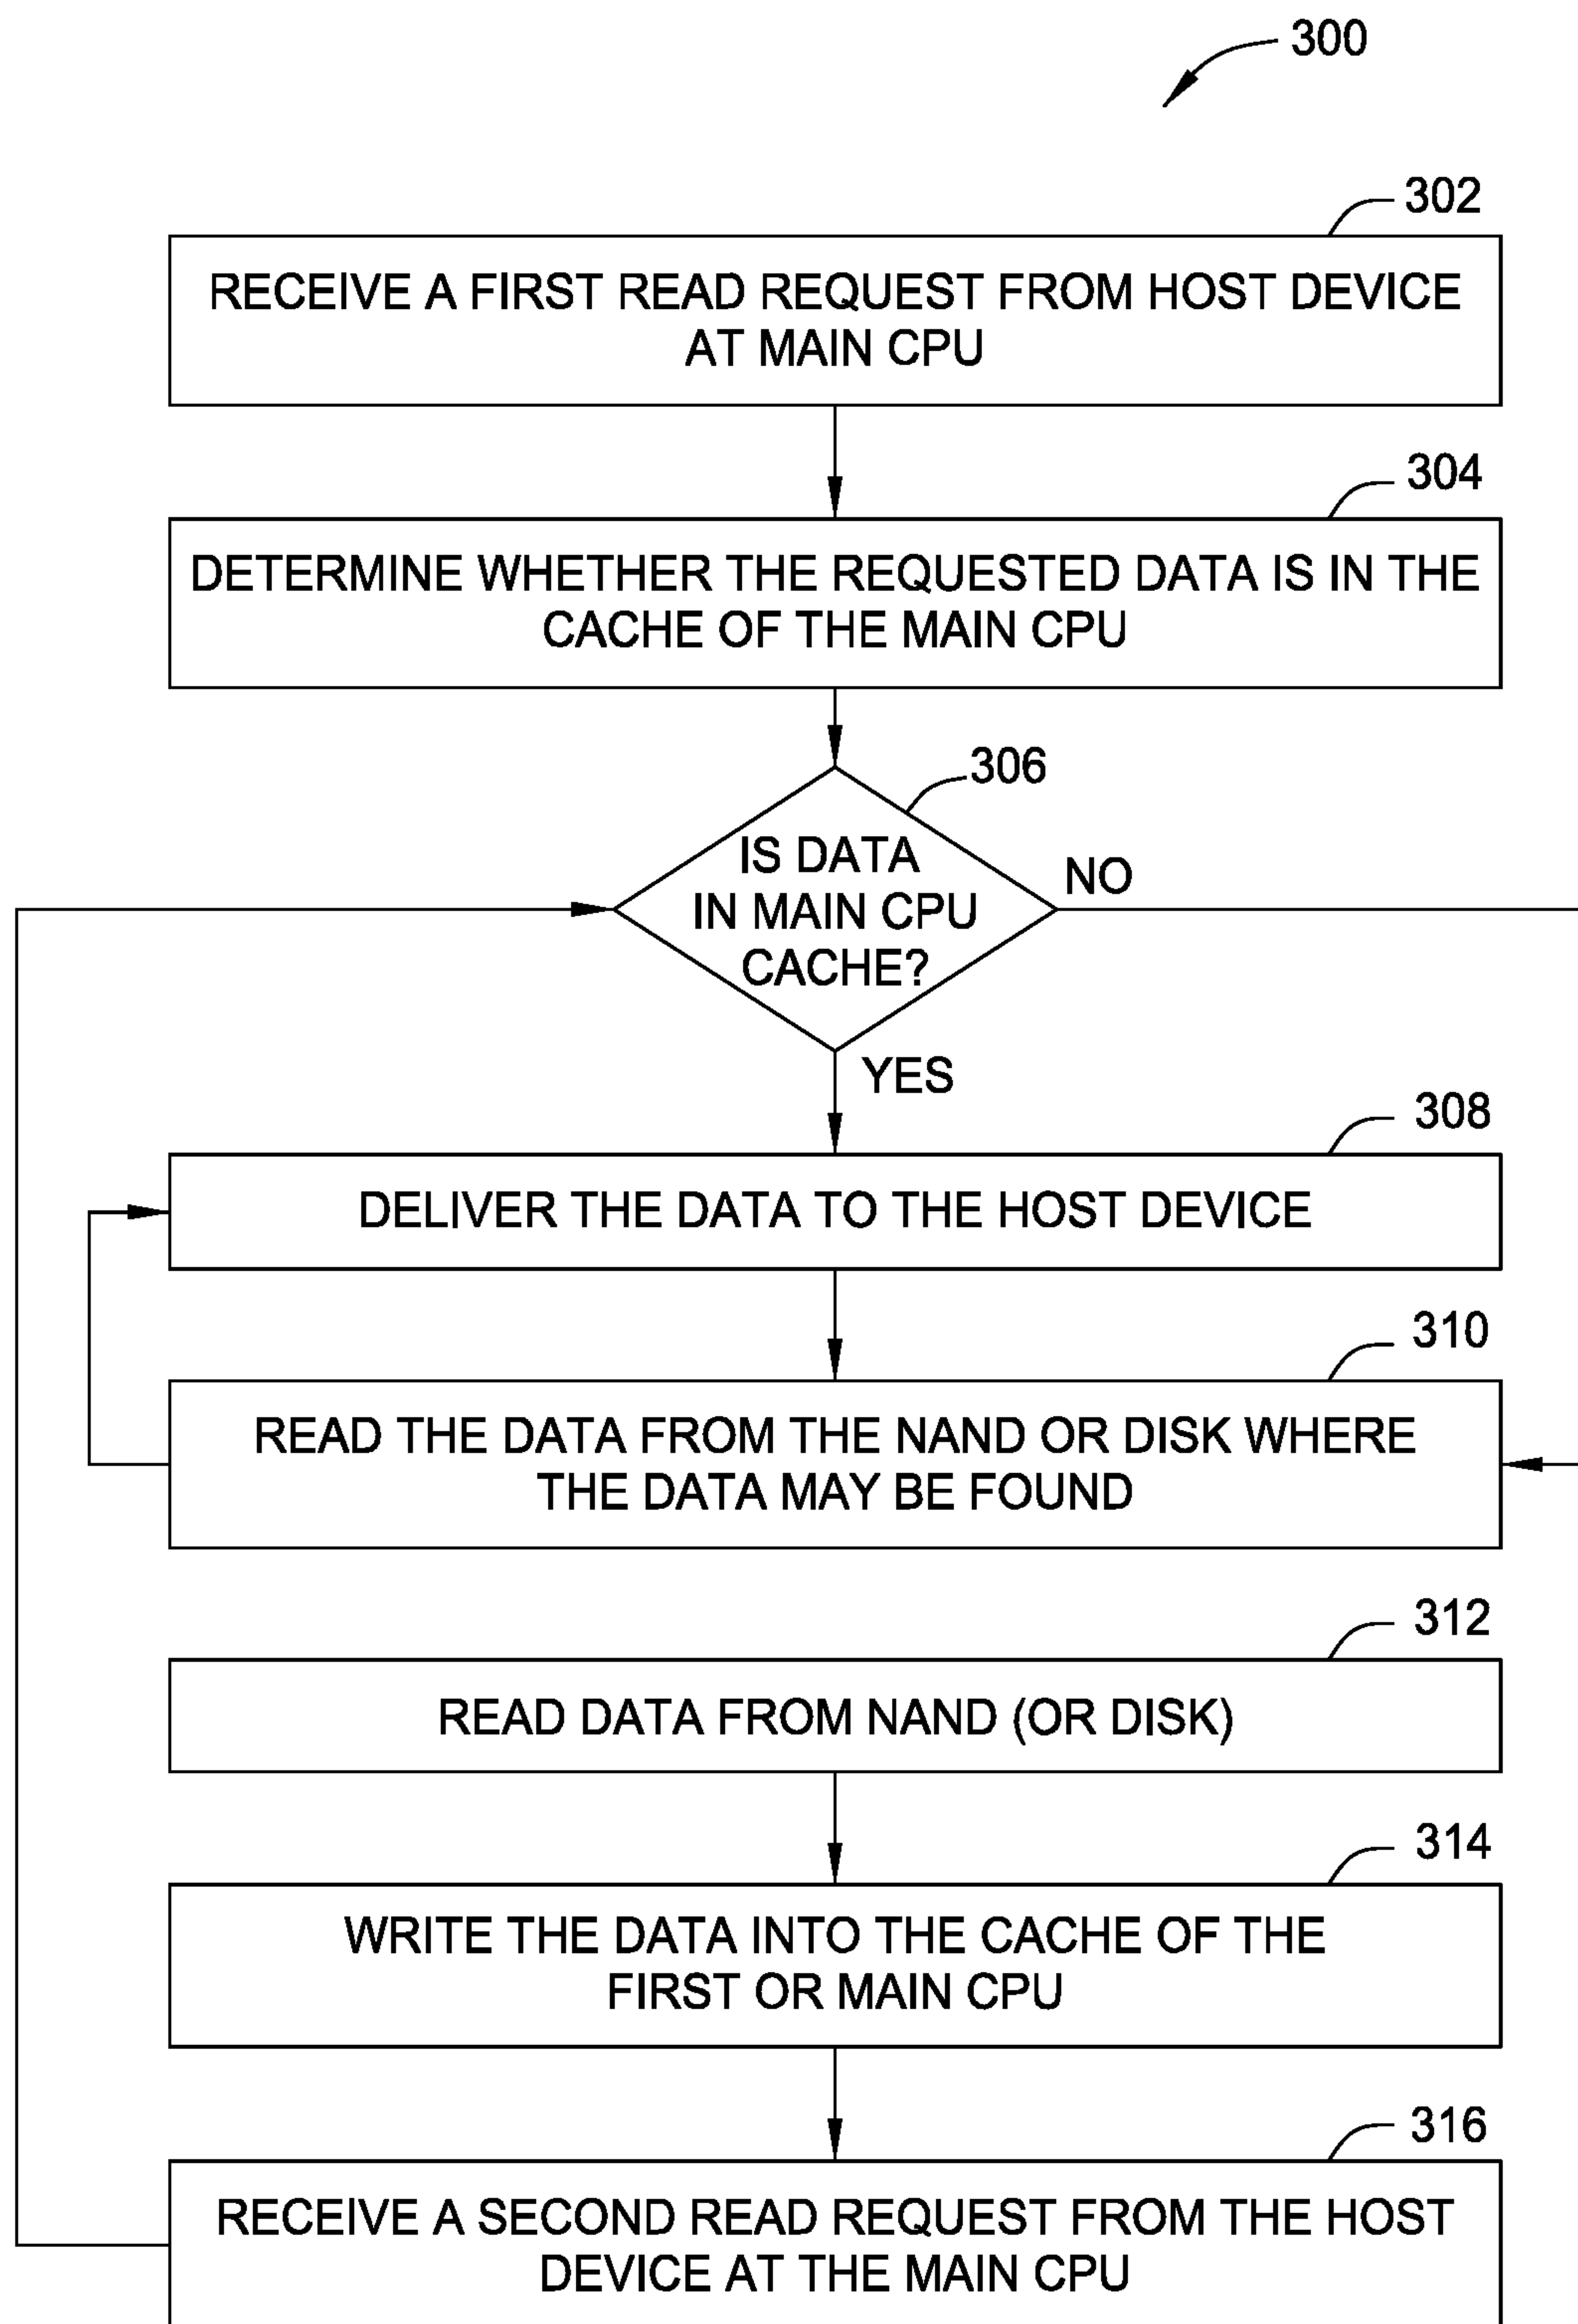 300
302
RECEIVE A FIRST READ REQUEST FROM HOST DEVICE
AT MAIN CPU
304
DETERMINE WHETHER THE REQUESTED DATA IS IN THE
CACHE OF THE MAIN CPU
306
IS DATA
IN MAIN CPU
CACHE?
NO
YES
308
DELIVER THE DATA TO THE HOST DEVICE
310
READ THE DATA FROM THE NAND OR DISK WHERE
THE DATA MAY BE FOUND
312
READ DATA FROM NAND (OR DISK)
314
WRITE THE DATA INTO THE CACHE OF THE
FIRST OR MAIN CPU
316
RECEIVE A SECOND READ REQUEST FROM THE HOST
DEVICE AT THE MAIN CPU